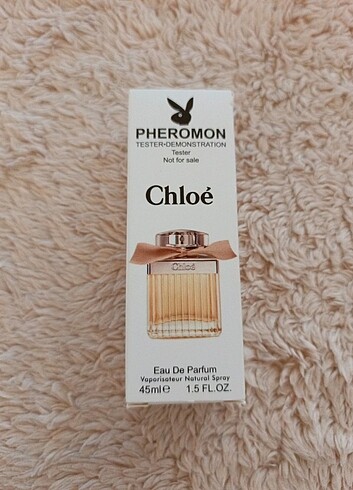 PHEROMON
TESTER-DEMONSTRATION
Tester
Not for sale
Chloé
Chloé
Eau De Parfum
Vaporisateur Natural Spray
45ml℮ 1.5 FL.OZ.